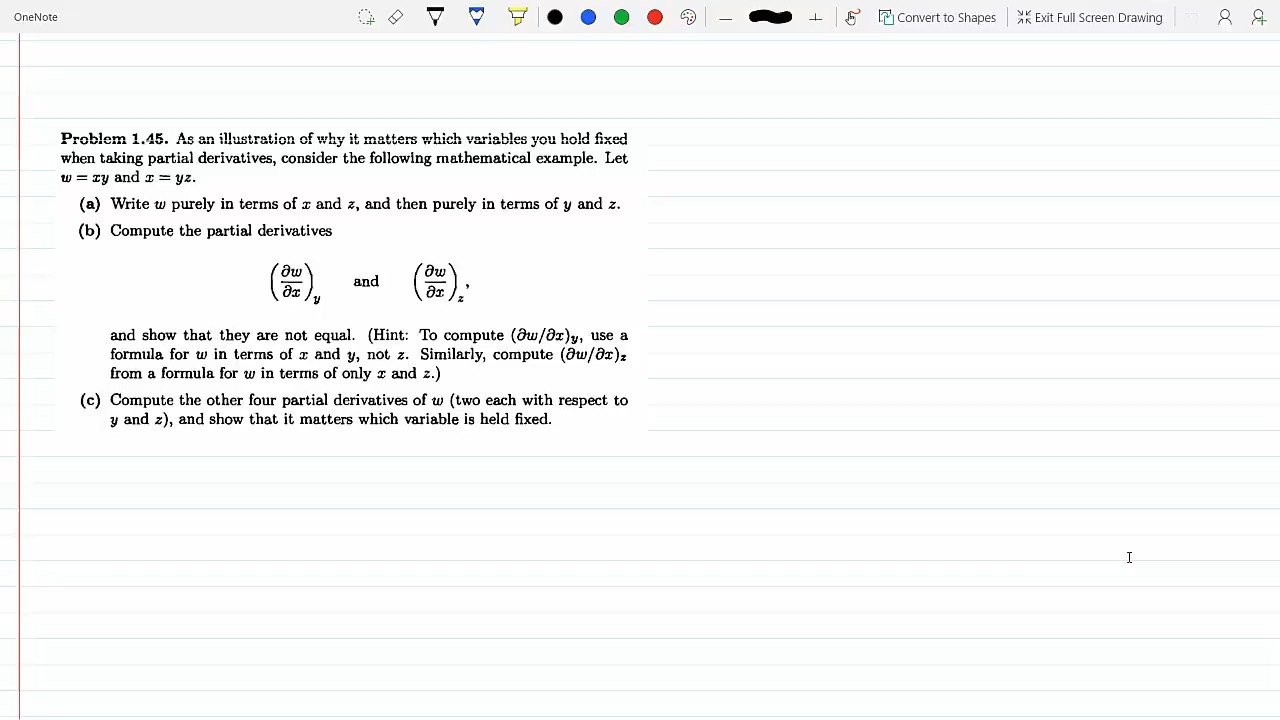 OneNote
Convert to Shapes
Exit Full Screen Drawing
Problem 1.45. As an illustration of why it matters which variables you hold fixed
when taking partial derivatives, consider the following mathematical example. Let
w = xy and x = yz.
(a) Write w purely in terms of x and z, and then purely in terms of y and z.
(b) Compute the partial derivatives
(∂w/∂x)y and (∂w/∂x)z,
and show that they are not equal. (Hint: To compute (∂w/∂x)y, use a
formula for w in terms of x and y, not z. Similarly, compute (∂w/∂x)z
from a formula for w in terms of only x and z.)
(c) Compute the other four partial derivatives of w (two each with respect to
y and z), and show that it matters which variable is held fixed.